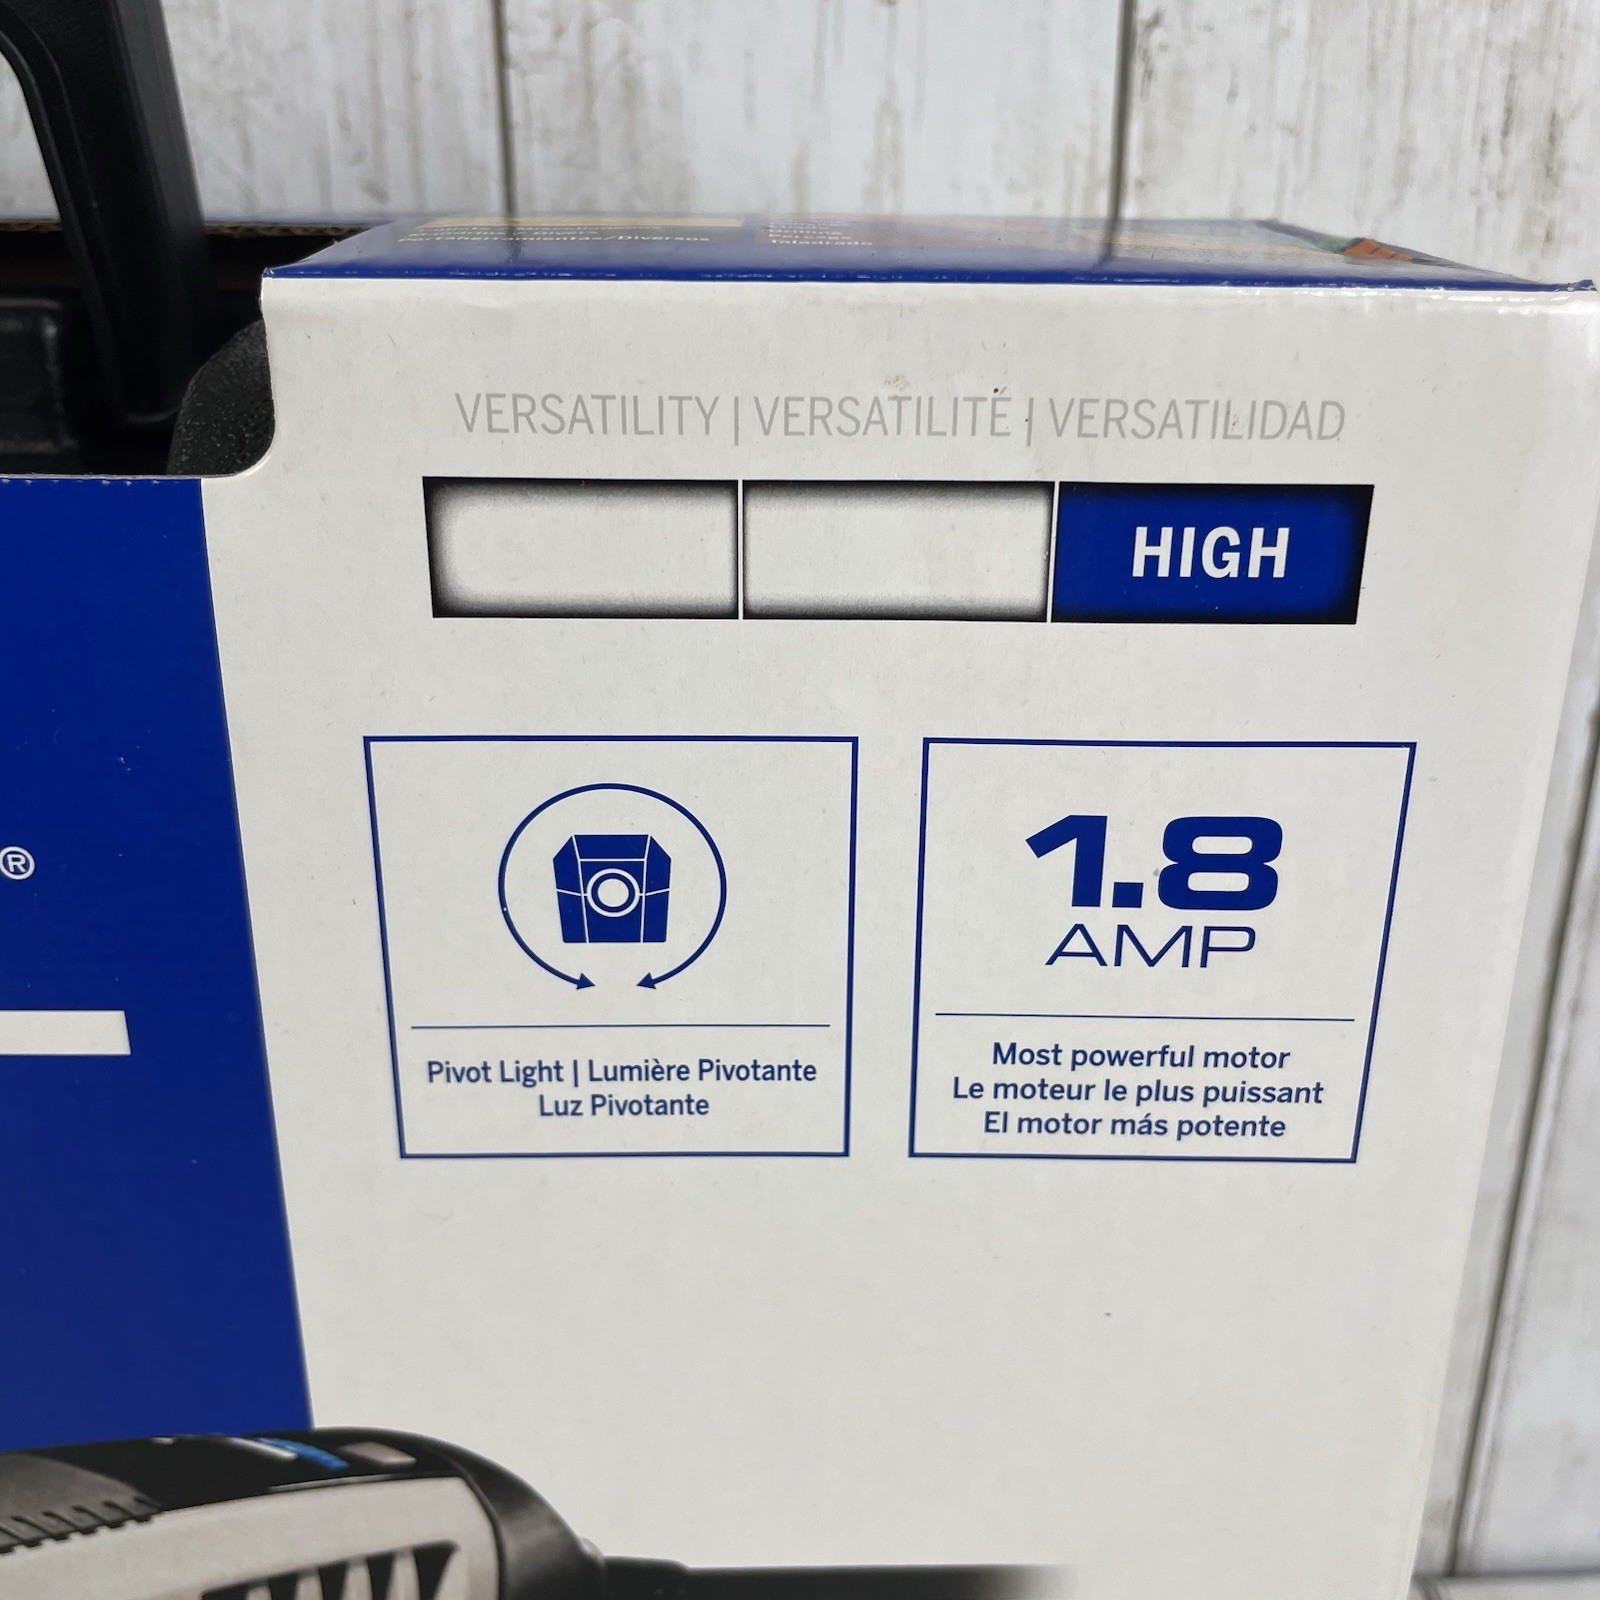 Taladrado
VERSATILITY | VERSATILITÉ | VERSATILIDAD
HIGH
®
1.8
AMP
Pivot Light | Lumière Pivotante
Luz Pivotante
Most powerful motor
Le moteur le plus puissant
El motor más potente